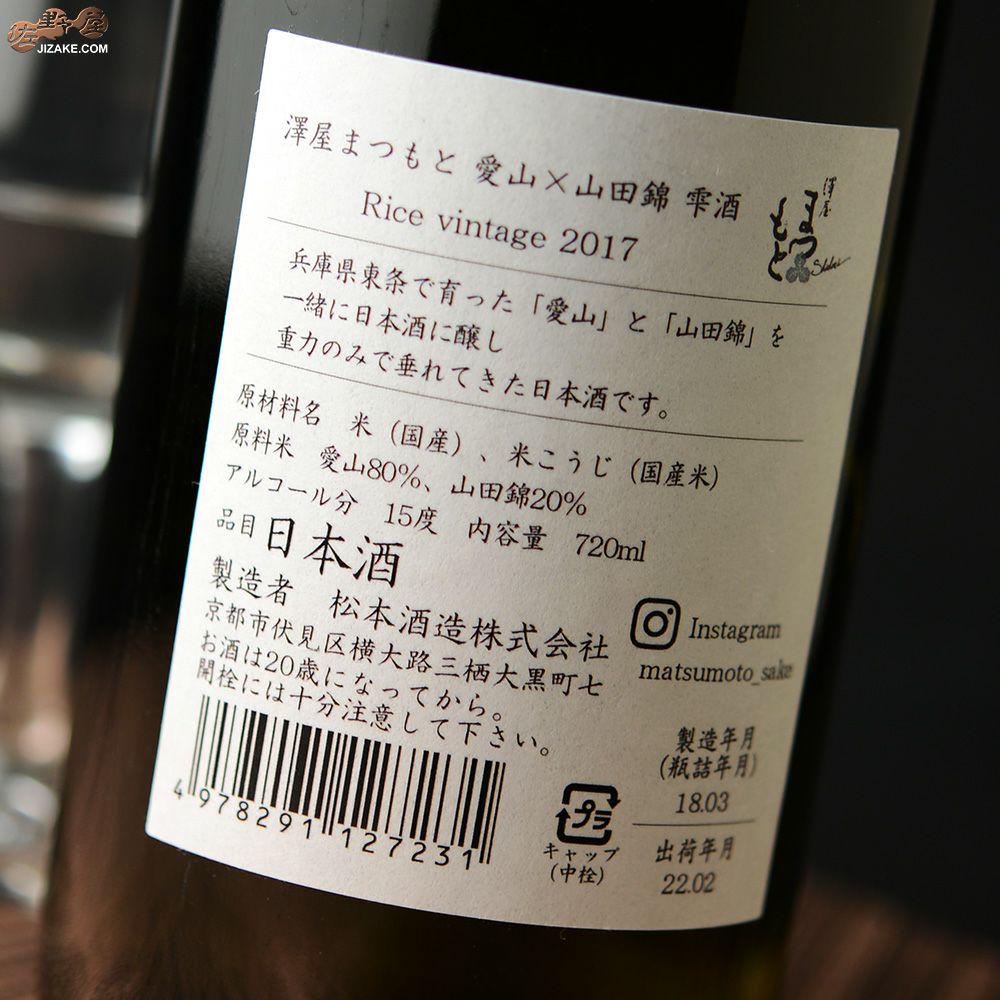 佐野屋
JIZAKE.COM
澤屋まつもと 愛山×山田錦 雫酒
Rice vintage 2017
澤屋
まつもと
Shuhari
兵庫県東条で育った「愛山」と「山田錦」を
一緒に日本酒に醸し
重力のみで垂れてきた日本酒です。
原材料名 米（国産）、米こうじ（国産米）
原料米 愛山80%、山田錦20%
アルコール分 15度 内容量 720ml
品目 日本酒
製造者 松本酒造株式会社
京都市伏見区横大路三栖大黒町七
お酒は20歳になってから。
開栓には十分注意して下さい。
Instagram
matsumoto_sake
4 978291 127231
プラ
キャップ
(中栓)
製造年月
(瓶詰年月)
18.03
出荷年月
22.02